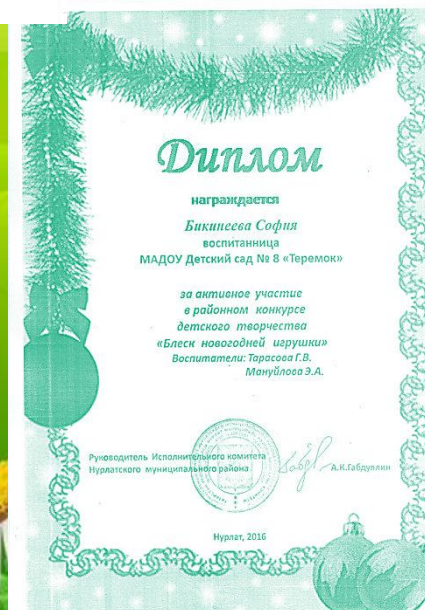 Диплом
награждается
Бикинеева София
воспитанница
МАДОУ Детский сад № 8 «Теремок»
за активное участие
в районном конкурсе
детского творчества
«Блеск новогодней игрушки»
Воспитатели: Тарасова Г.В.
Мануйлова Э.А.
Руководитель Исполнительного комитета
Нурлатского муниципального района
А.К.Габдуллин
Нурлат, 2016